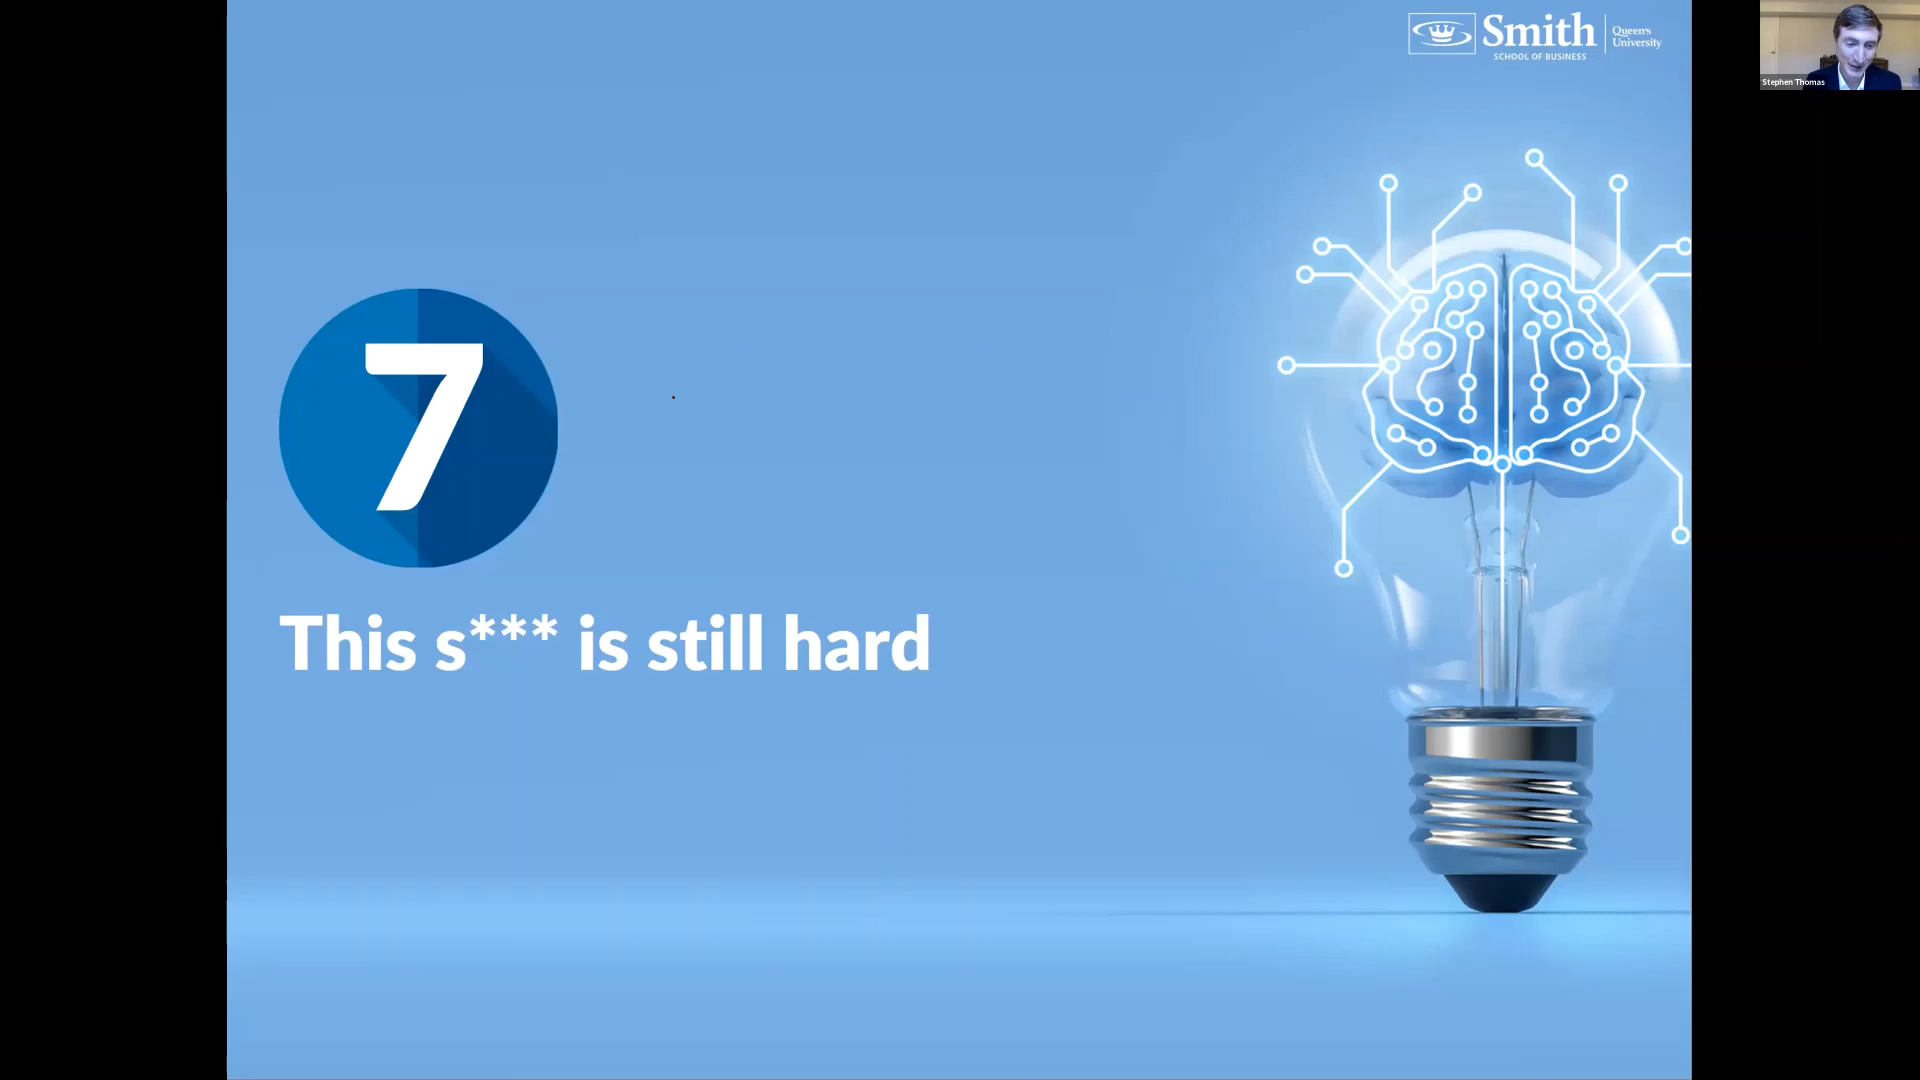 Smith
SCHOOL OF BUSINESS
Queen's
University
Stephen Thomas
7
This s*** is still hard